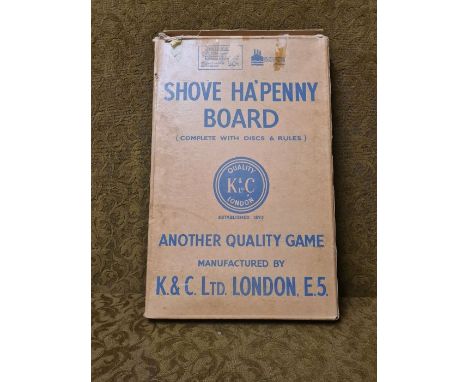 SHOVE HA'PENNY
BOARD
(COMPLETE WITH DISCS & RULES)
QUALITY
K & C
LTD
LONDON
ESTABLISHED
ANOTHER QUALITY GAME
MANUFACTURED BY
K. & C. LTD. LONDON, E.5.